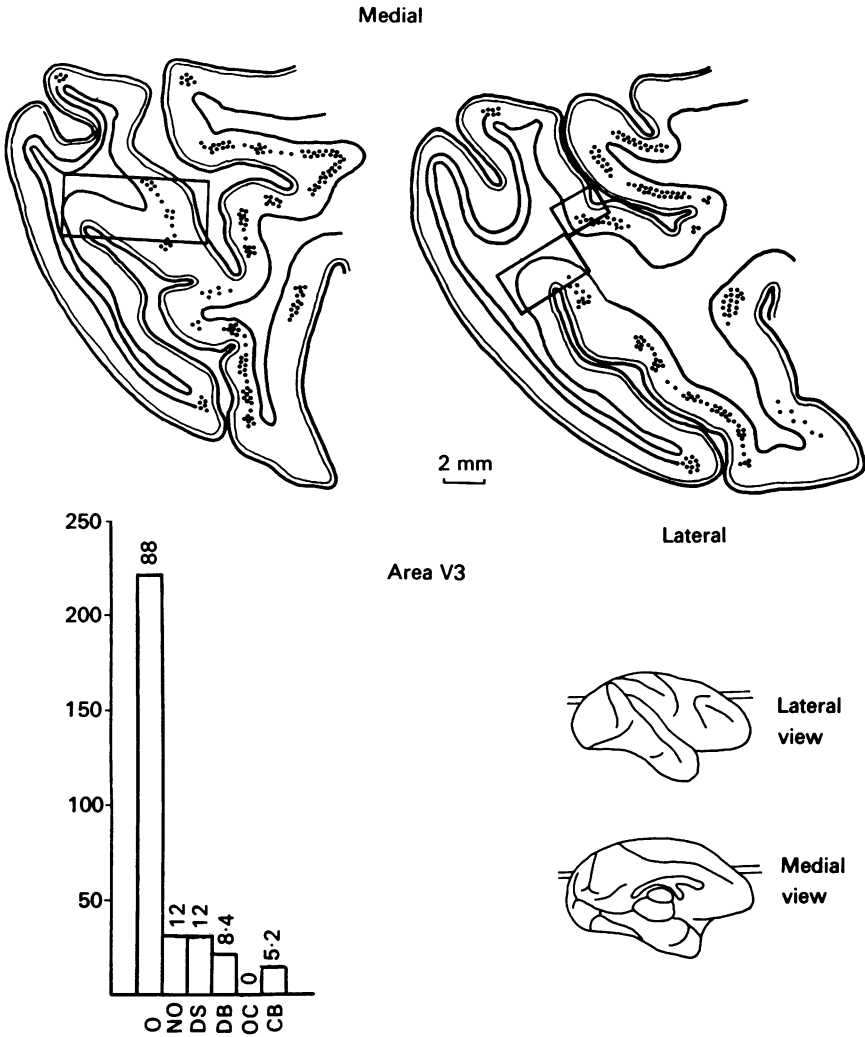 Medial
2 mm
Lateral
Area V3
250
200
150
100
50
88
12
12
8·4
0
5·2
O
NO
DS
DB
OC
CB
Lateral
view
Medial
view